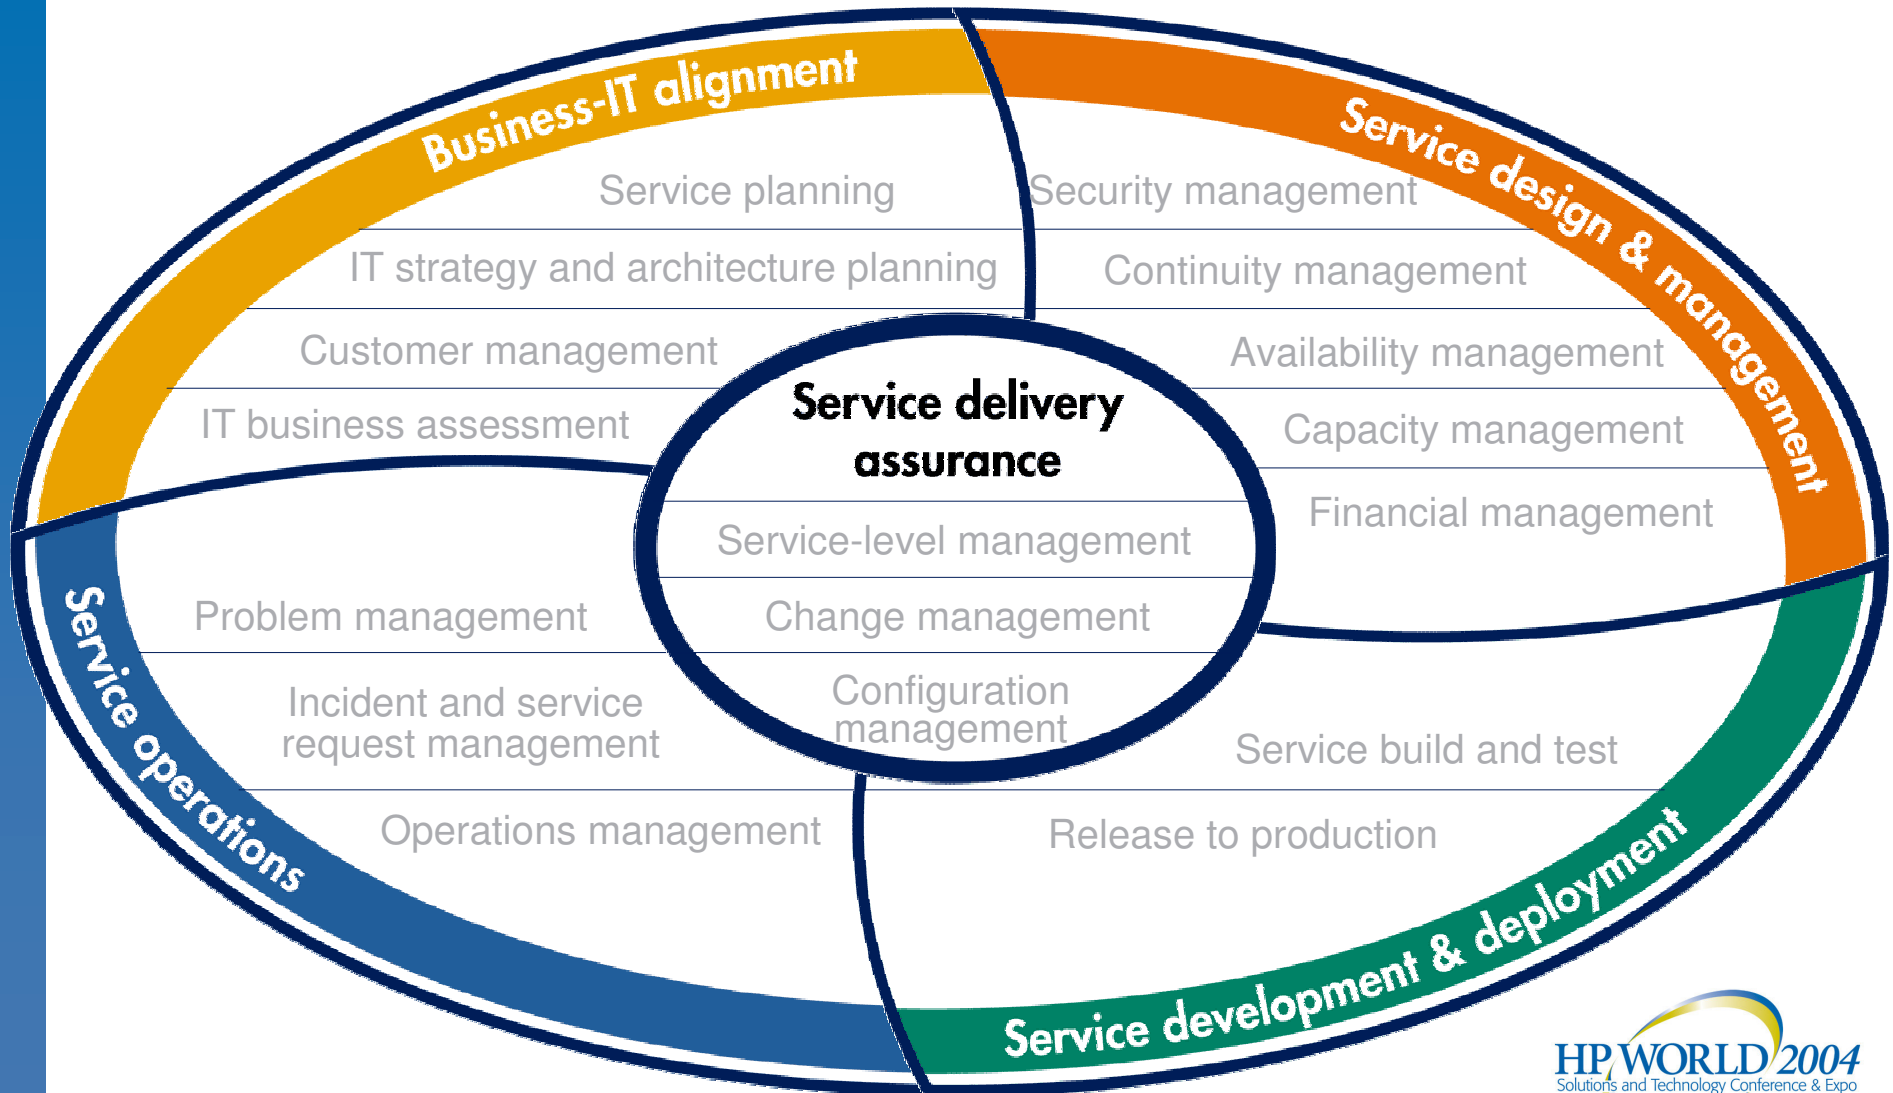 Business-IT alignment
Service planning
IT strategy and architecture planning
Customer management
IT business assessment
Service design & management
Security management
Continuity management
Availability management
Capacity management
Financial management
Service delivery
assurance
Service-level management
Change management
Configuration
management
Service operations
Problem management
Incident and service
request management
Operations management
Service build and test
Release to production
Service development & deployment
HP WORLD 2004
Solutions and Technology Conference & Expo